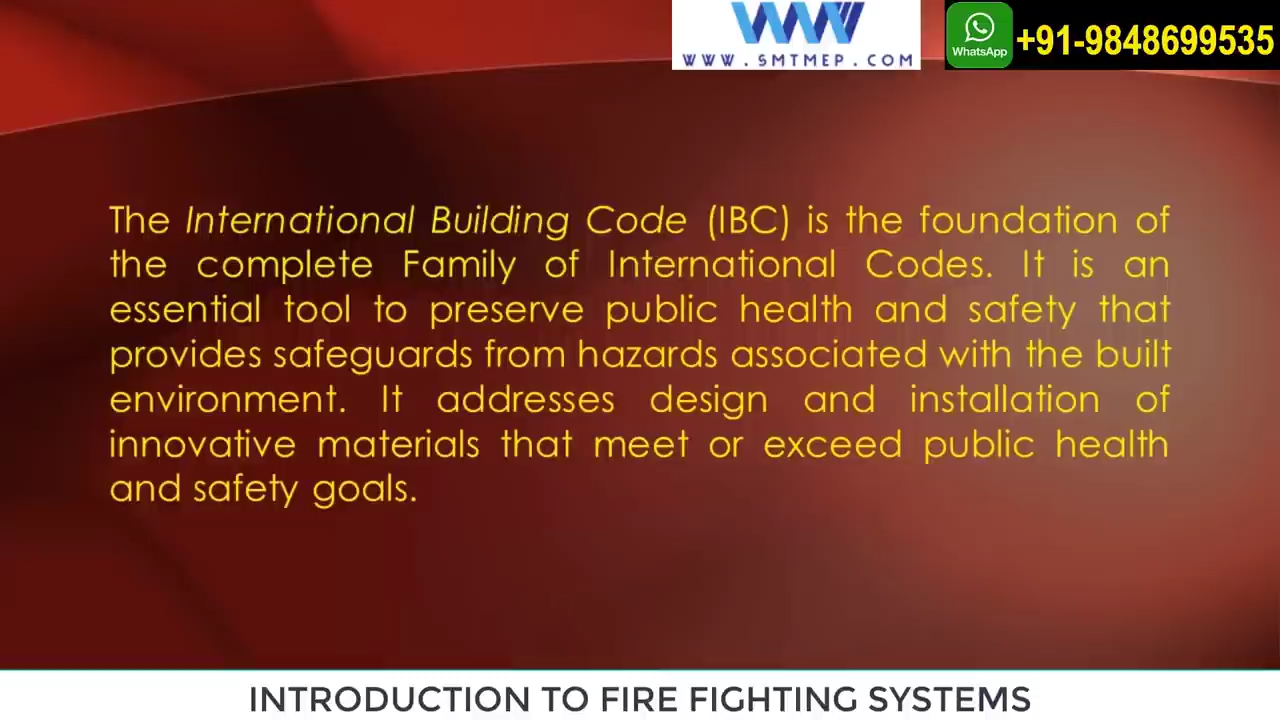 WWW.SMTMEP.COM
WhatsApp
+91-9848699535
The International Building Code (IBC) is the foundation of
the complete Family of International Codes. It is an
essential tool to preserve public health and safety that
provides safeguards from hazards associated with the built
environment. It addresses design and installation of
innovative materials that meet or exceed public health
and safety goals.
INTRODUCTION TO FIRE FIGHTING SYSTEMS